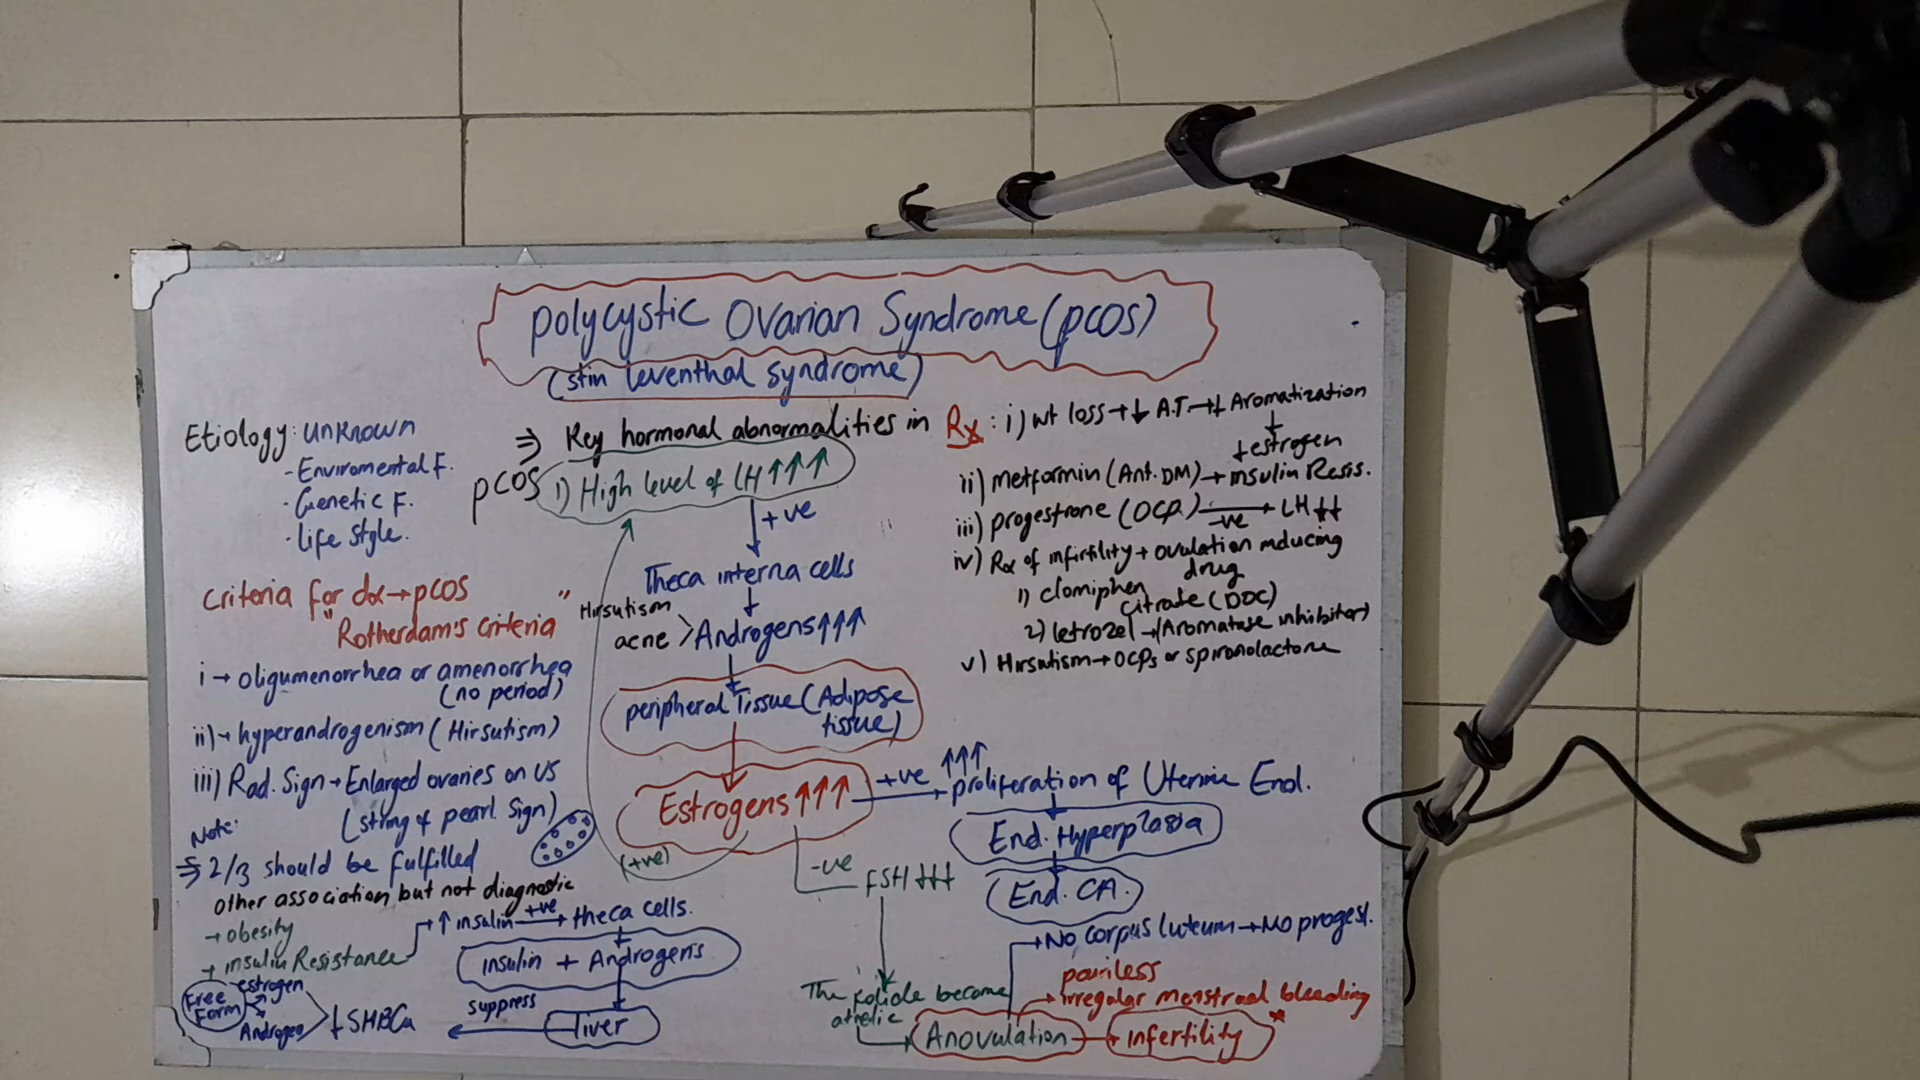 polycystic Ovarian Syndrome (pcos)
(stin leventhal syndrome)
Etiology: unknown
- Enviromental F.
· Genetic F.
· Life style.
Criteria for dx → pcos
"Rotherdam's criteria"
i → oligumenorrhea or amenorrhea
(no period)
ii) → hyperandrogenism (Hirsutism)
iii) Rad. Sign → Enlarged ovaries on US
(string of pearl sign)
Note:
⇒ 2/3 should be fulfilled
other association but not diagnostic
→ obesity
→ insulin Resistance → ↑ insulin +ve → theca cells.
insulin + Androgens
liver
suppress
↓ SHBG
Free Form
estrogen
Androgen
⇒ Key hormonal abnormalities in
pCOS
1) High level of LH ↑↑↑
+ve
Theca interna cells
Hirsutism
acne > Androgens ↑↑↑
peripheral Tissue (Adipose
tissue)
Estrogens ↑↑↑
(+ve)
+ve → ↑↑↑ proliferation of Uterine End.
End. Hyperplasia
End. CA.
-ve
FSH ↓↓↓
The folicle become
atretic
Anovulation → infertility *
→ No corpus luteum → No progest.
painless
→ irregular menstrual bleeding
Rx: i) wt loss → ↓ A.T → ↓ Aromatization
↓ estrogen
ii) metformin (Ant. DM) → insulin Resis.
iii) progestrone (OCP) -ve → LH ↓↓
iv) Rx of infirtility → ovulation inducing
drug
1) clomiphen
citrate (DOC)
2) letrozel → (Aromatase inhibitor)
v) Hirsutism → OCPs or spironolactone